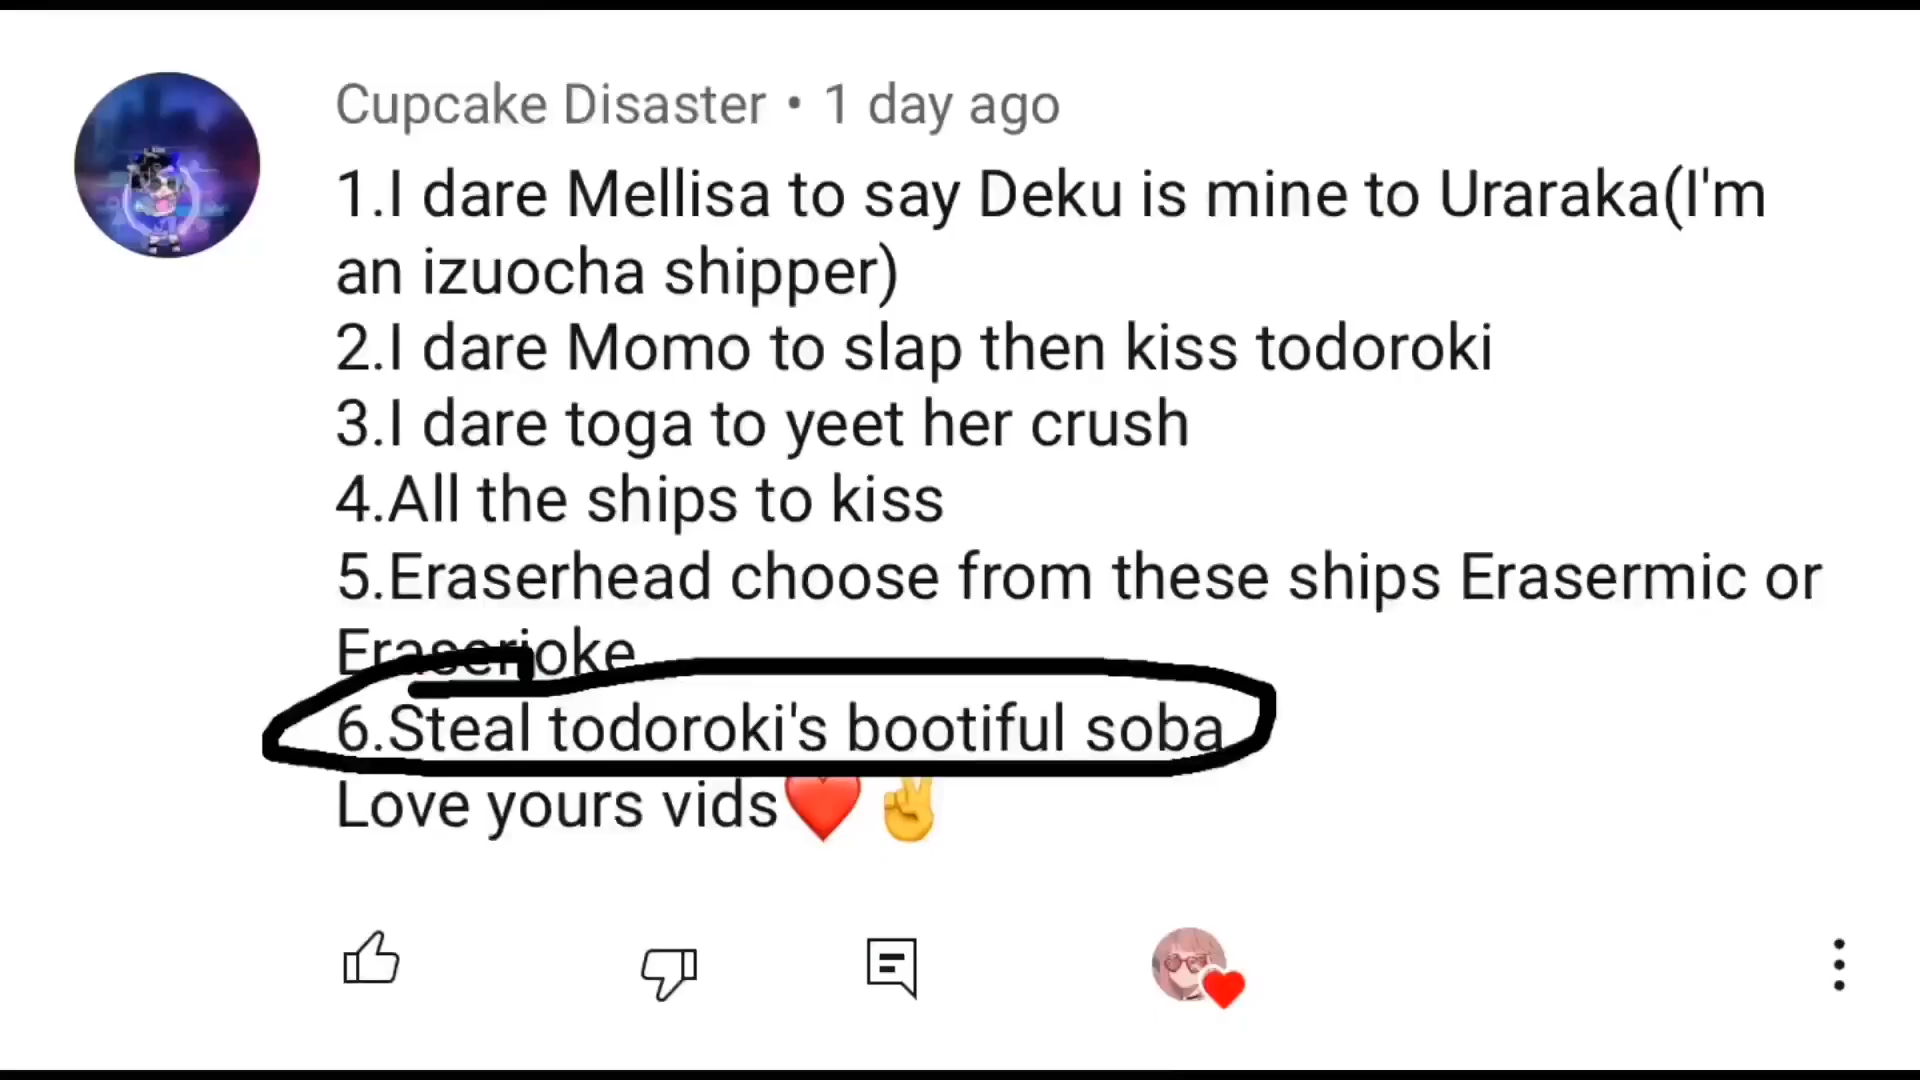 Cupcake Disaster • 1 day ago
1.I dare Mellisa to say Deku is mine to Uraraka(I'm
an izuocha shipper)
2.I dare Momo to slap then kiss todoroki
3.I dare toga to yeet her crush
4.All the ships to kiss
5.Eraserhead choose from these ships Erasermic or
Eraserjoke
6.Steal todoroki's bootiful soba
Love yours vids❤️✌️